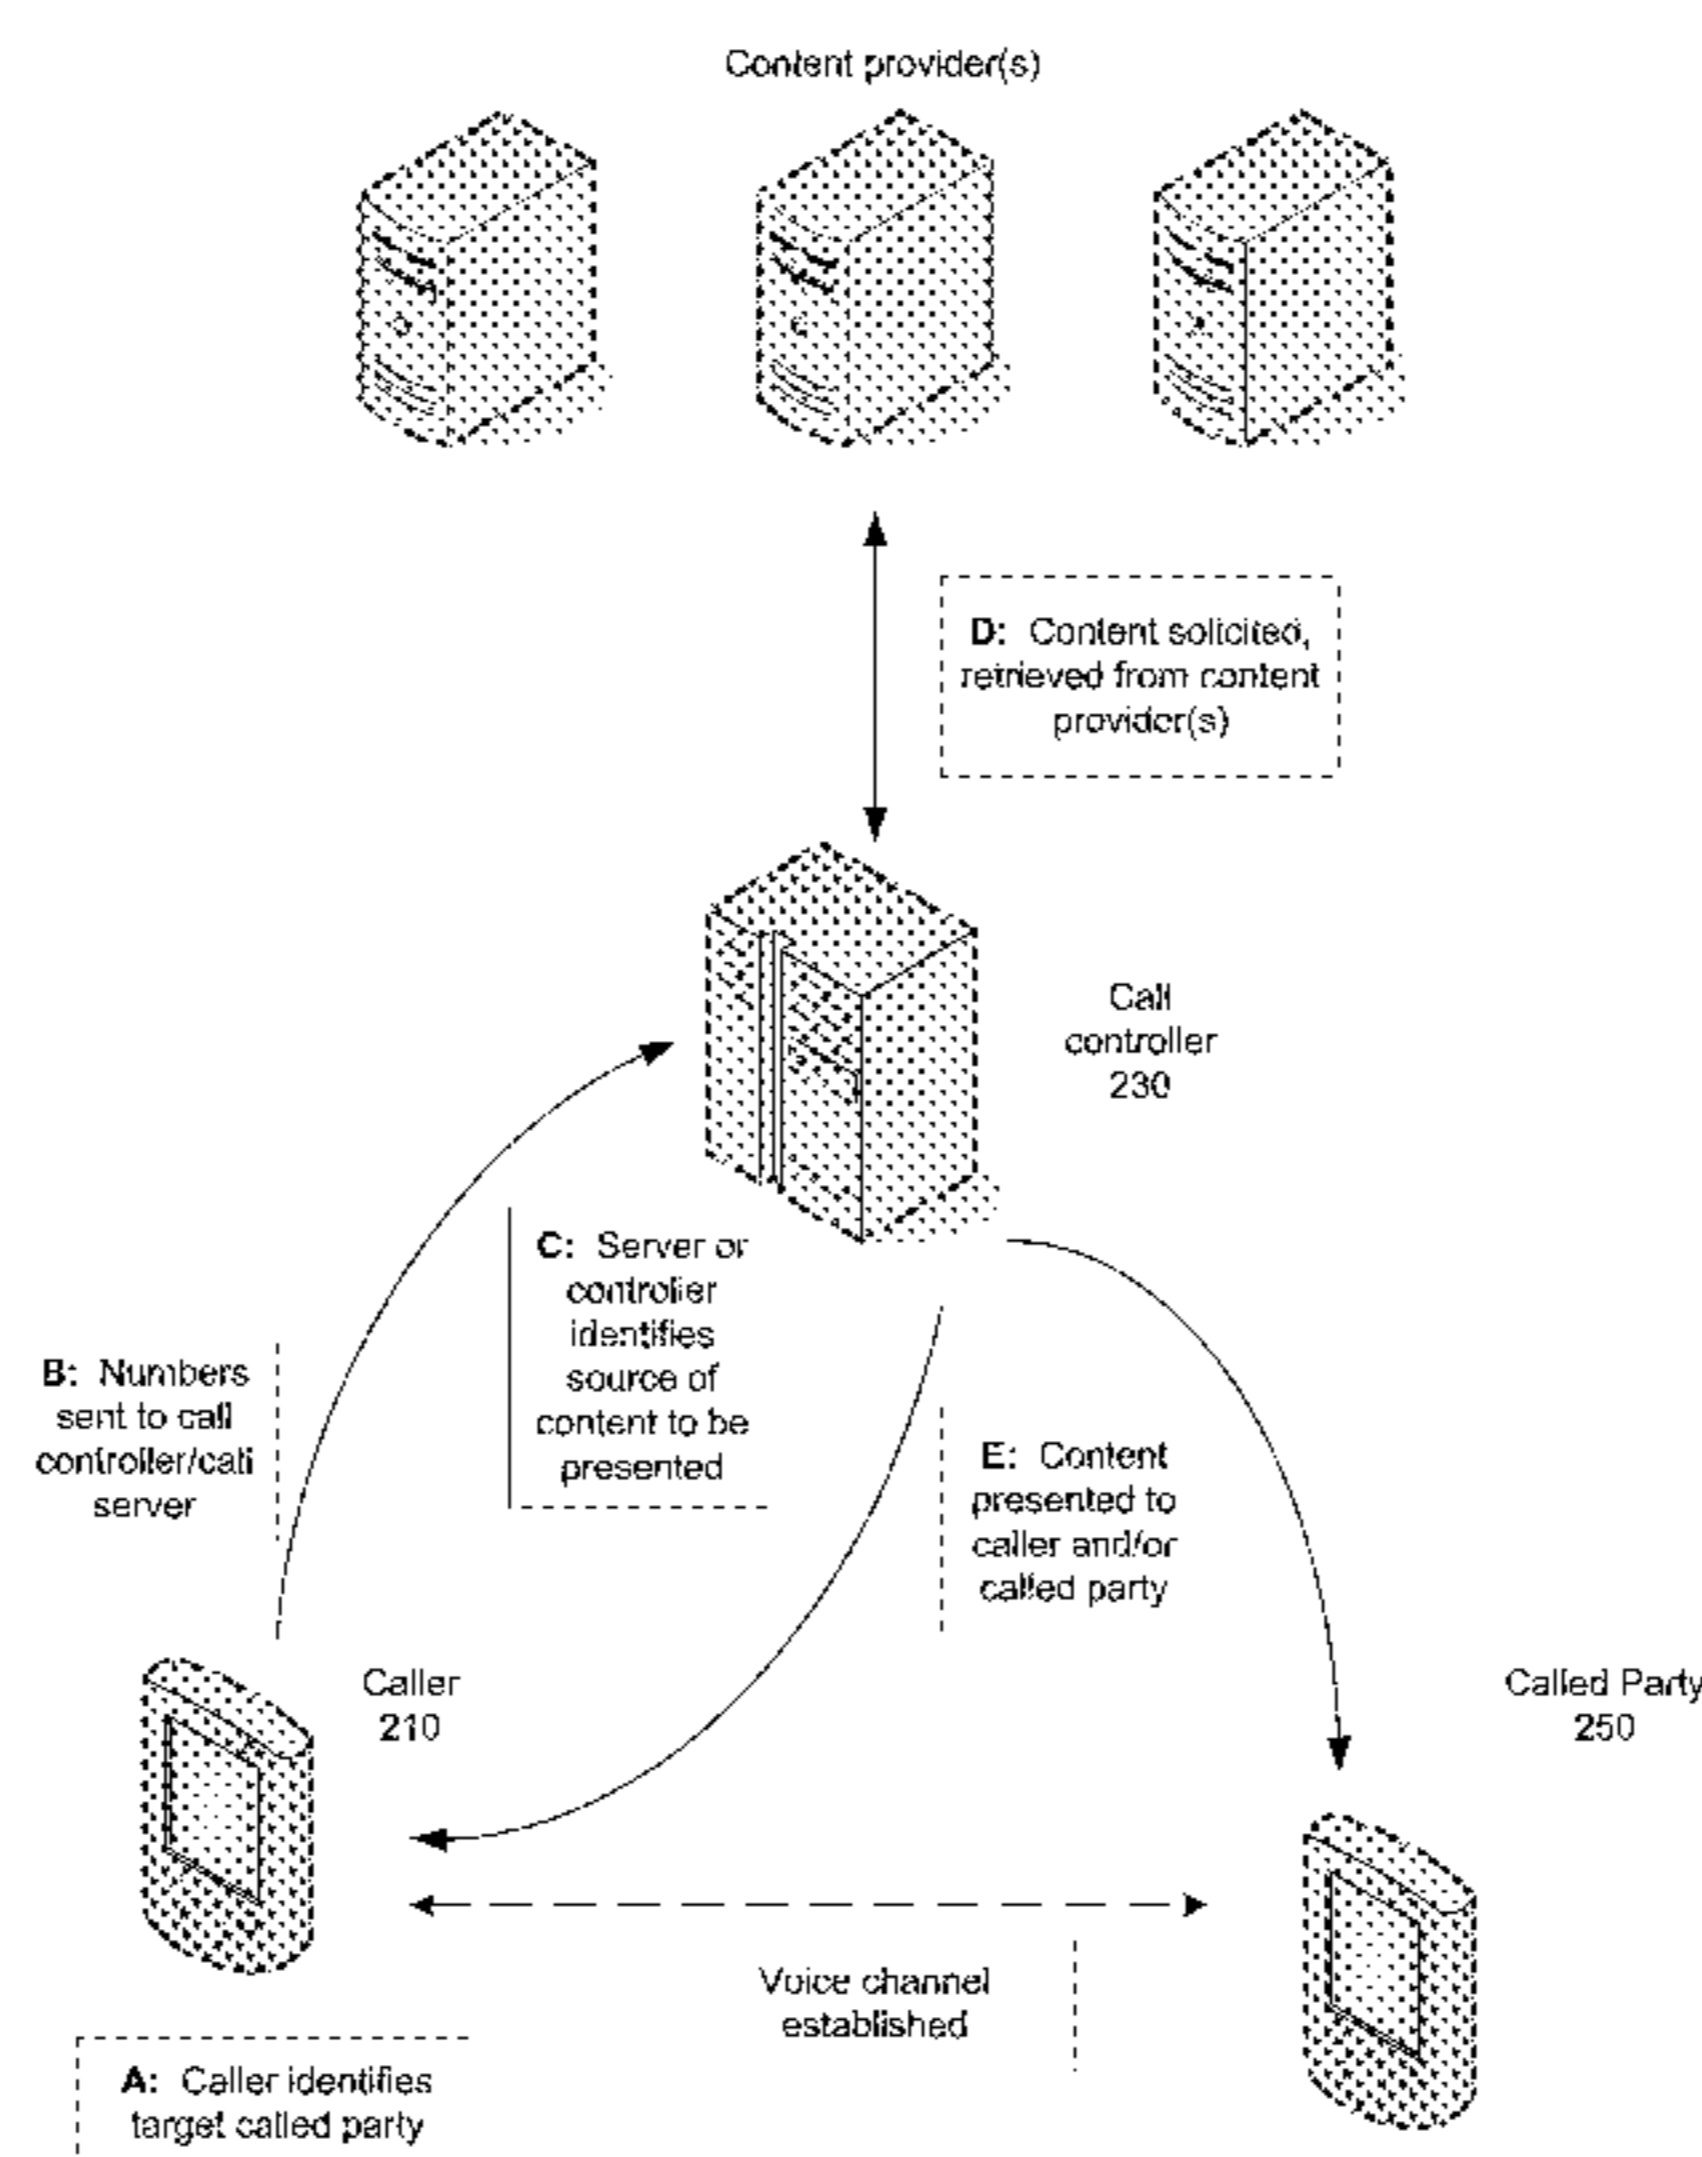 Content provider(s)
D: Content solicited,
retrieved from content
provider(s)
Call
controller
230
C: Server or
controller
identifies
source of
content to be
presented
B: Numbers
sent to call
controller/call
server
E: Content
presented to
caller and/or
called party
Caller
210
Called Party
250
Voice channel
established
A: Caller identifies
target called party